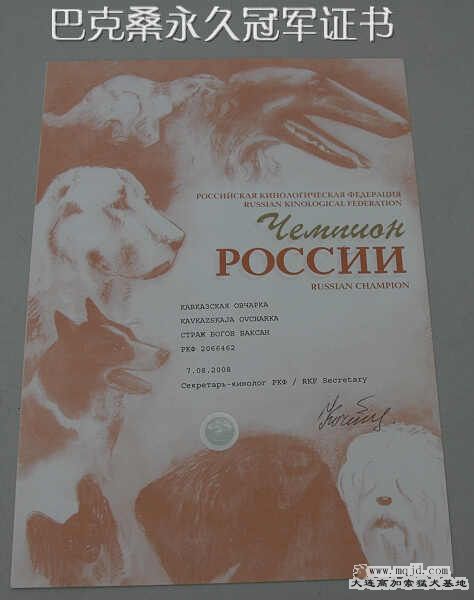 巴克桑永久冠军证书
РОССИЙСКАЯ КИНОЛОГИЧЕСКАЯ ФЕДЕРАЦИЯ
RUSSIAN KINOLOGICAL FEDERATION
Чемпион
РОССИИ
RUSSIAN CHAMPION
КАВКАЗСКАЯ ОВЧАРКА
KAVKAZSKAJA OVCHARKA
СТРАЖ БОГОВ БАКСАН
РКФ 2066462
7.08.2008
Секретарь-кинолог РКФ / RKF Secretary
www.mqjd.com
大连高加索猛犬基地